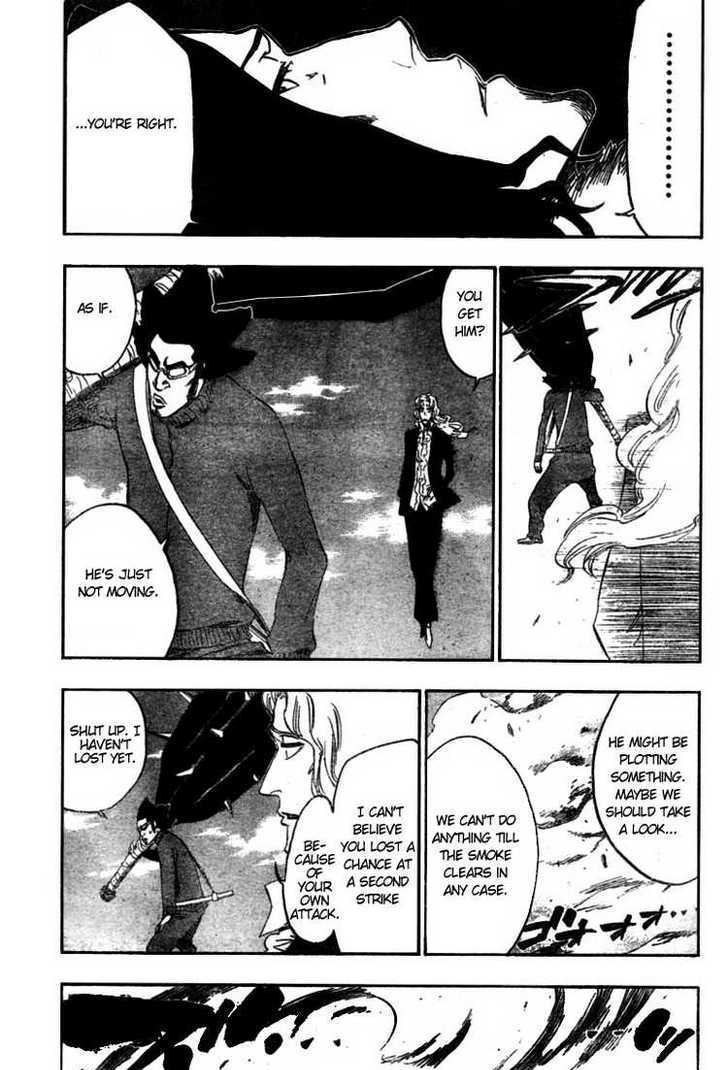 ..........
...YOU'RE RIGHT.
YOU
GET
HIM?
AS IF.
HE'S JUST
NOT MOVING.
HE MIGHT BE
PLOTTING
SOMETHING.
MAYBE WE
SHOULD TAKE
A LOOK...
WE CAN'T DO
ANYTHING TILL
THE SMOKE
CLEARS IN
ANY CASE.
ゴオオオ...
I CAN'T
BELIEVE
YOU LOST A
CHANCE AT
A SECOND
STRIKE
BE-
CAUSE
OF YOUR
OWN
ATTACK.
SHUT UP. I
HAVEN'T
LOST YET.